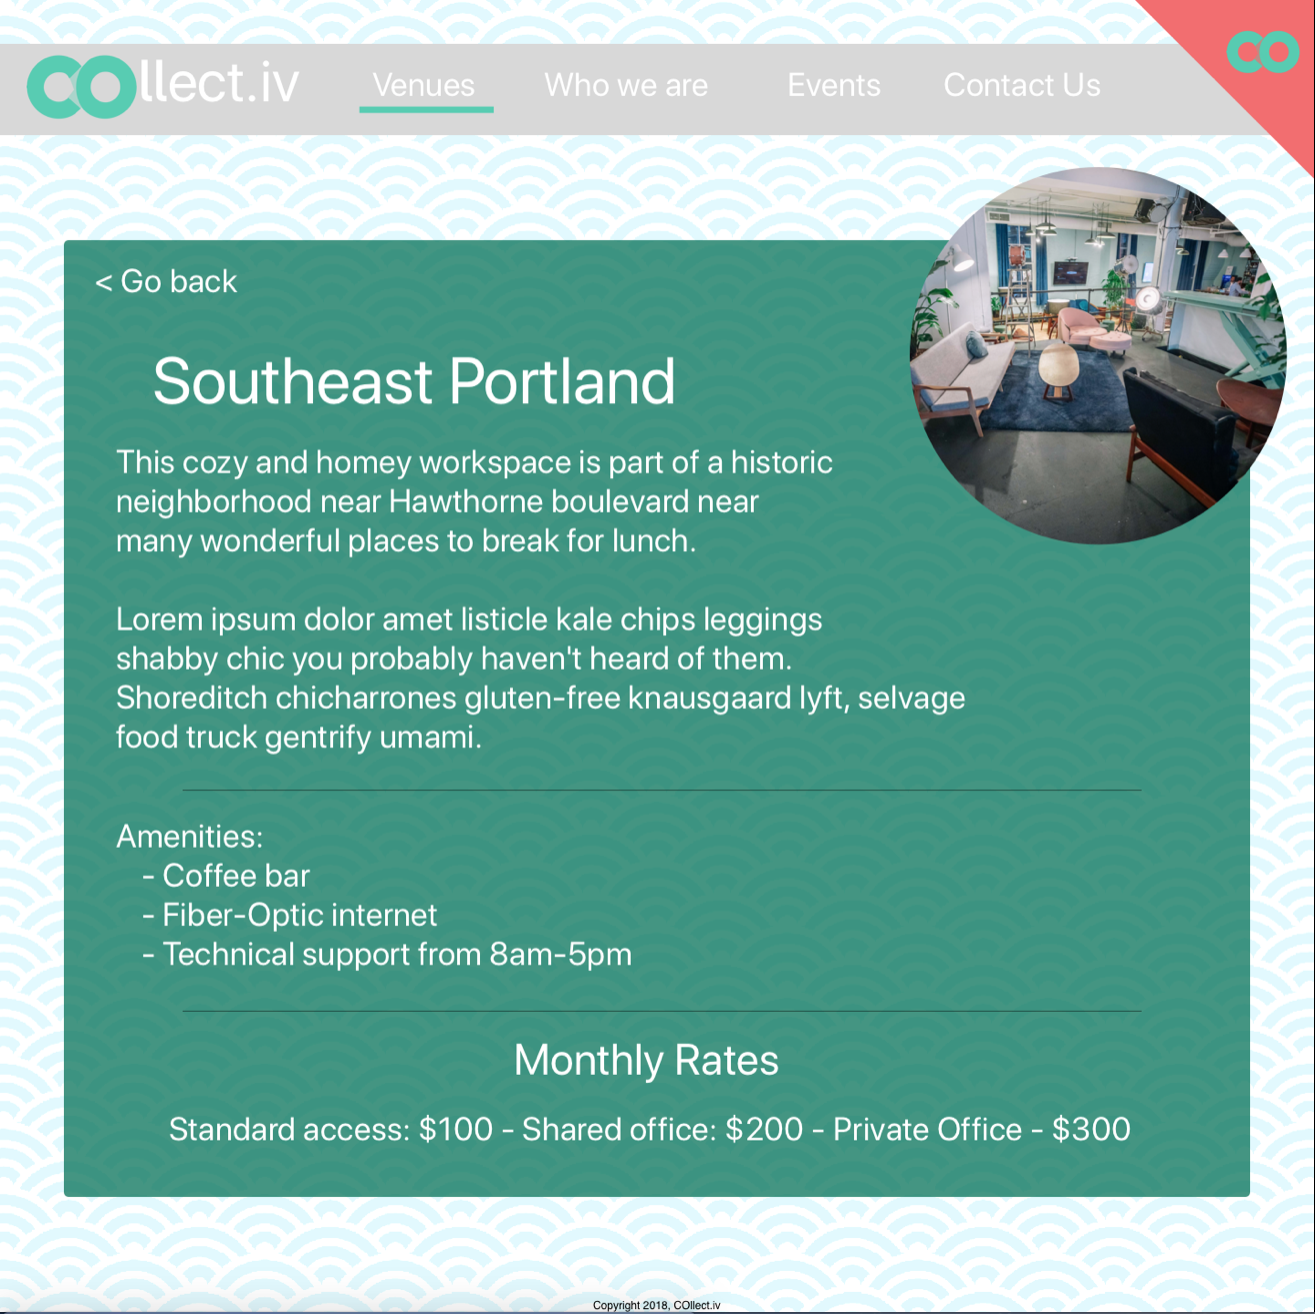 COllect.iv
Venues
Who we are
Events
Contact Us
CO
< Go back
Southeast Portland
This cozy and homey workspace is part of a historic
neighborhood near Hawthorne boulevard near
many wonderful places to break for lunch.
Lorem ipsum dolor amet listicle kale chips leggings
shabby chic you probably haven't heard of them.
Shoreditch chicharrones gluten-free knausgaard lyft, selvage
food truck gentrify umami.
Amenities:
- Coffee bar
- Fiber-Optic internet
- Technical support from 8am-5pm
Monthly Rates
Standard access: $100 - Shared office: $200 - Private Office - $300
Copyright 2018, COllect.iv